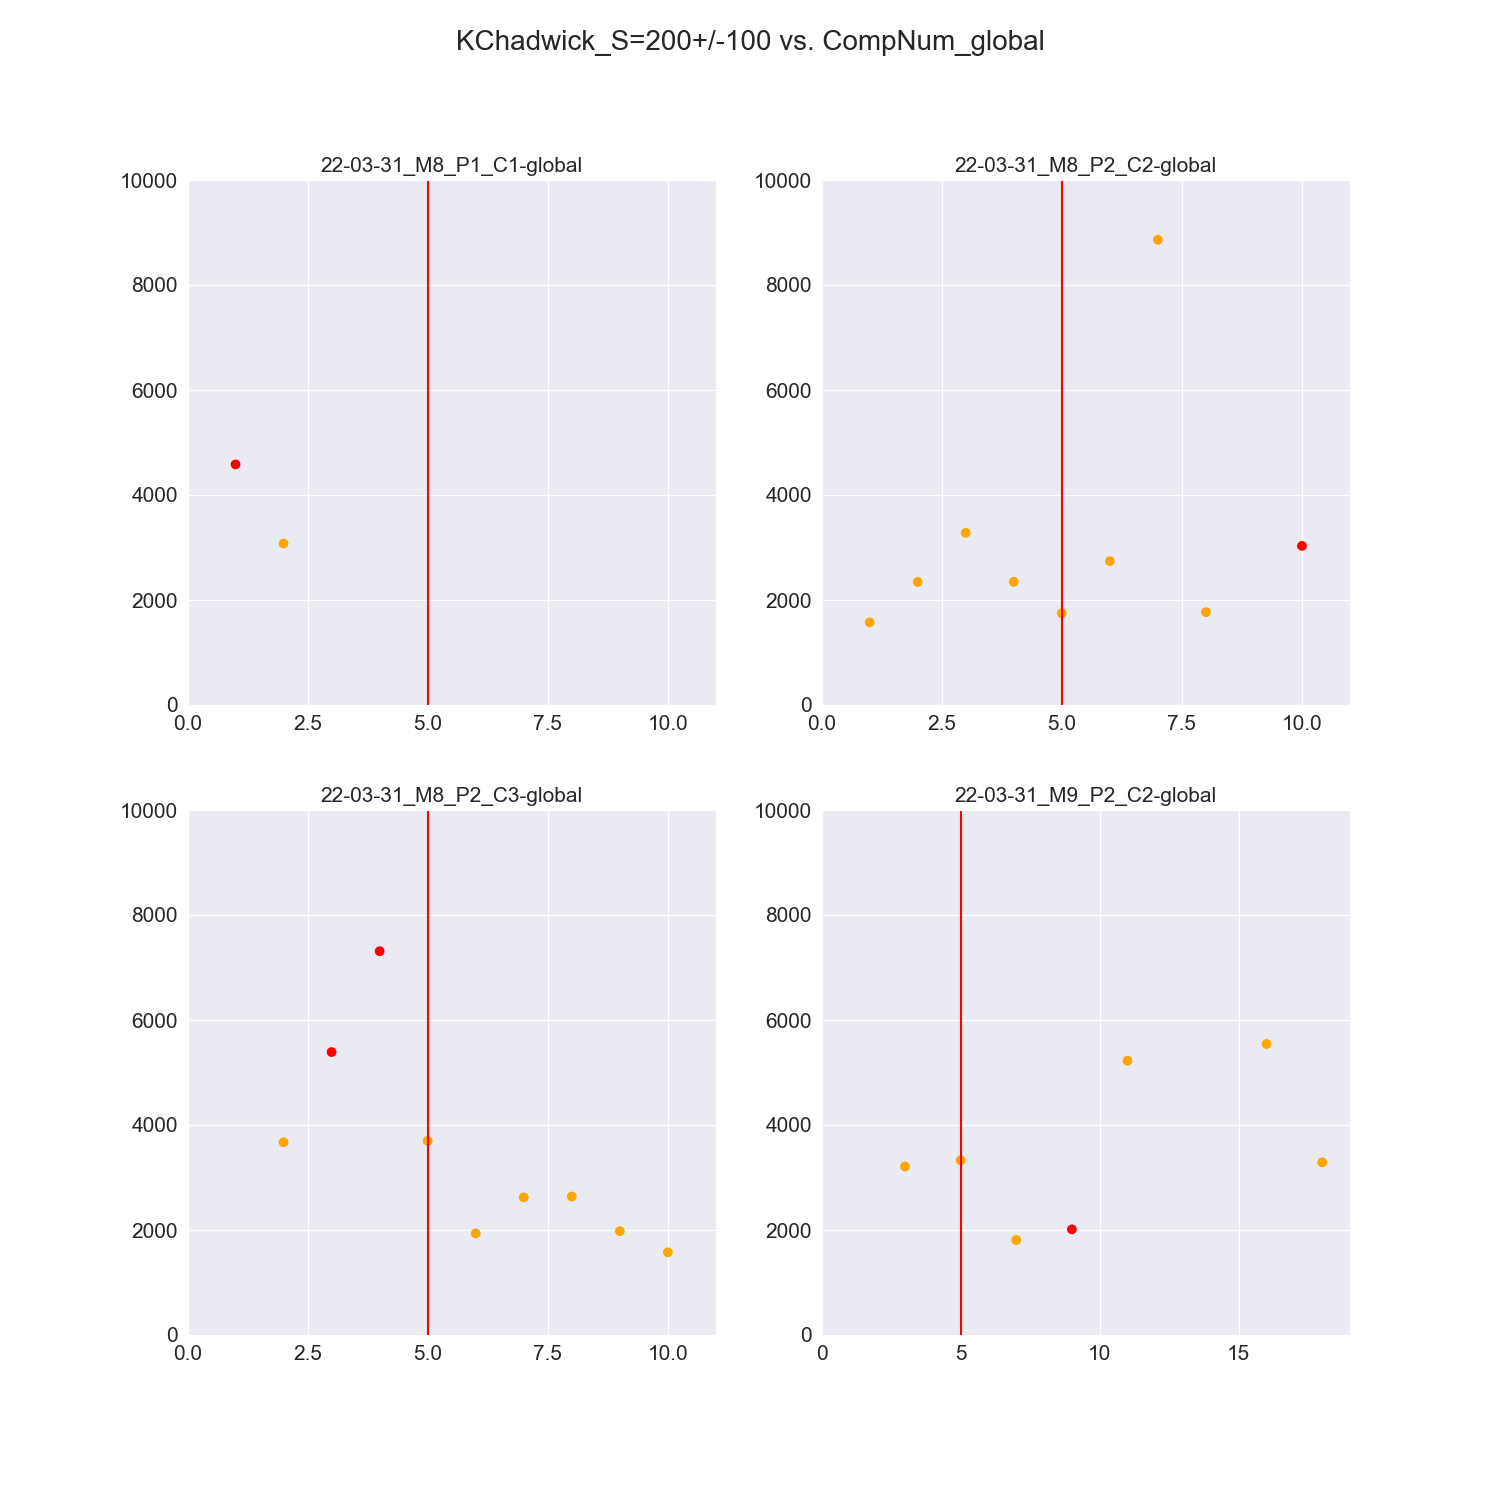 KChadwick_S=200+/-100 vs. CompNum_global
22-03-31_M8_P1_C1-global
10000
8000
6000
4000
2000
0
0.0 2.5 5.0 7.5 10.0
22-03-31_M8_P2_C2-global
10000
8000
6000
4000
2000
0
0.0 2.5 5.0 7.5 10.0
22-03-31_M8_P2_C3-global
10000
8000
6000
4000
2000
0
0.0 2.5 5.0 7.5 10.0
22-03-31_M9_P2_C2-global
10000
8000
6000
4000
2000
0
0 5 10 15